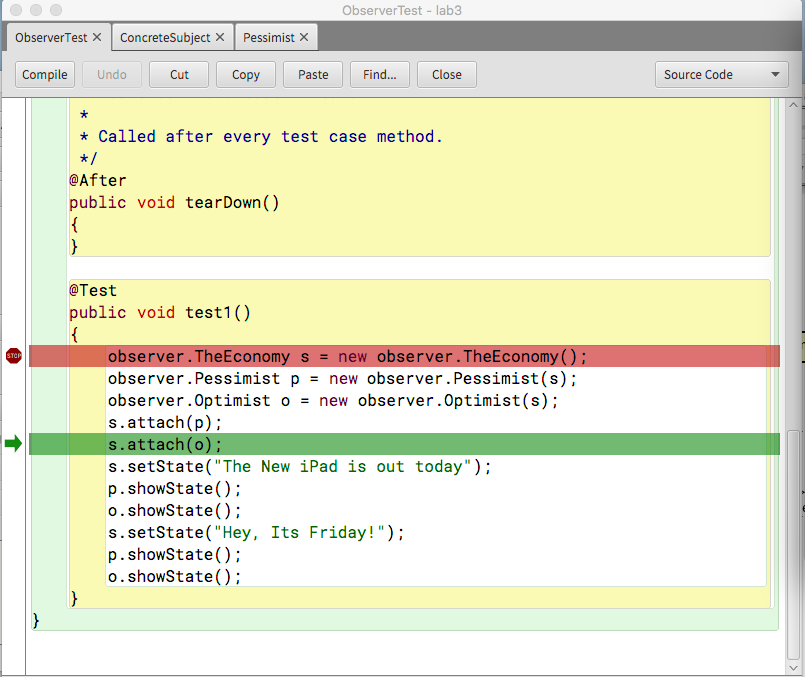 ObserverTest - lab3
ObserverTest × ConcreteSubject × Pessimist ×
Compile Undo Cut Copy Paste Find... Close Source Code
*
* Called after every test case method.
*/
@After
public void tearDown()
{
}
@Test
public void test1()
{
STOP observer.TheEconomy s = new observer.TheEconomy();
observer.Pessimist p = new observer.Pessimist(s);
observer.Optimist o = new observer.Optimist(s);
s.attach(p);
s.attach(o);
s.setState("The New iPad is out today");
p.showState();
o.showState();
s.setState("Hey, Its Friday!");
p.showState();
o.showState();
}
}